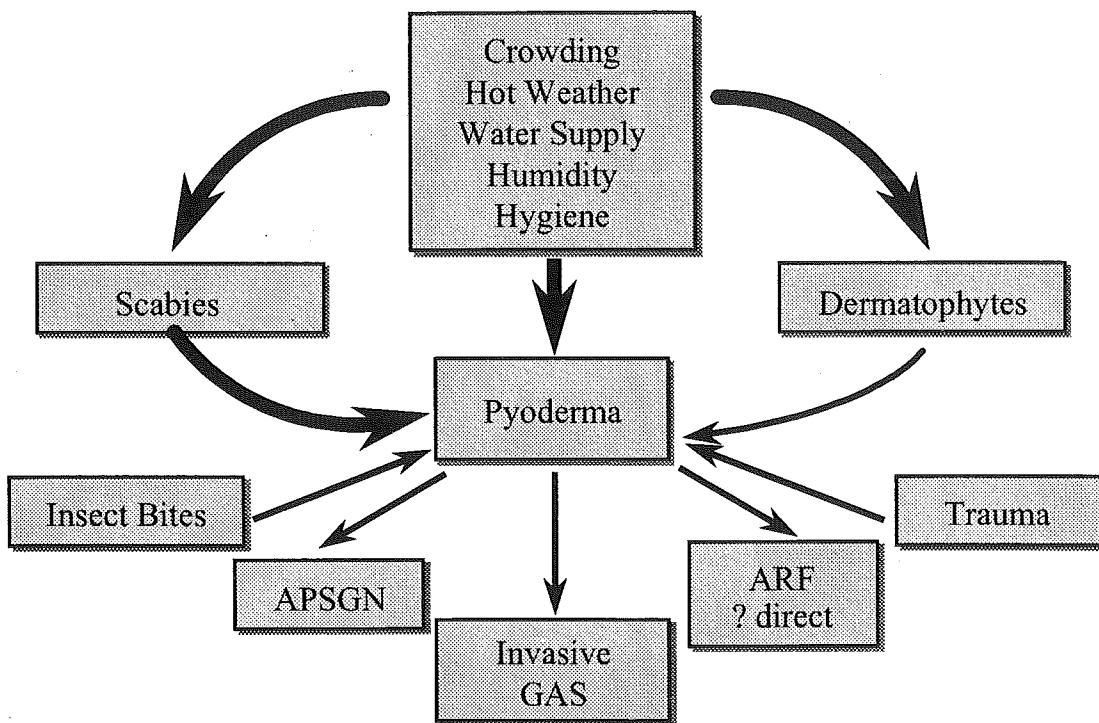 Crowding
Hot Weather
Water Supply
Humidity
Hygiene
Scabies
Dermatophytes
Pyoderma
Insect Bites
Trauma
APSGN
ARF
? direct
Invasive
GAS